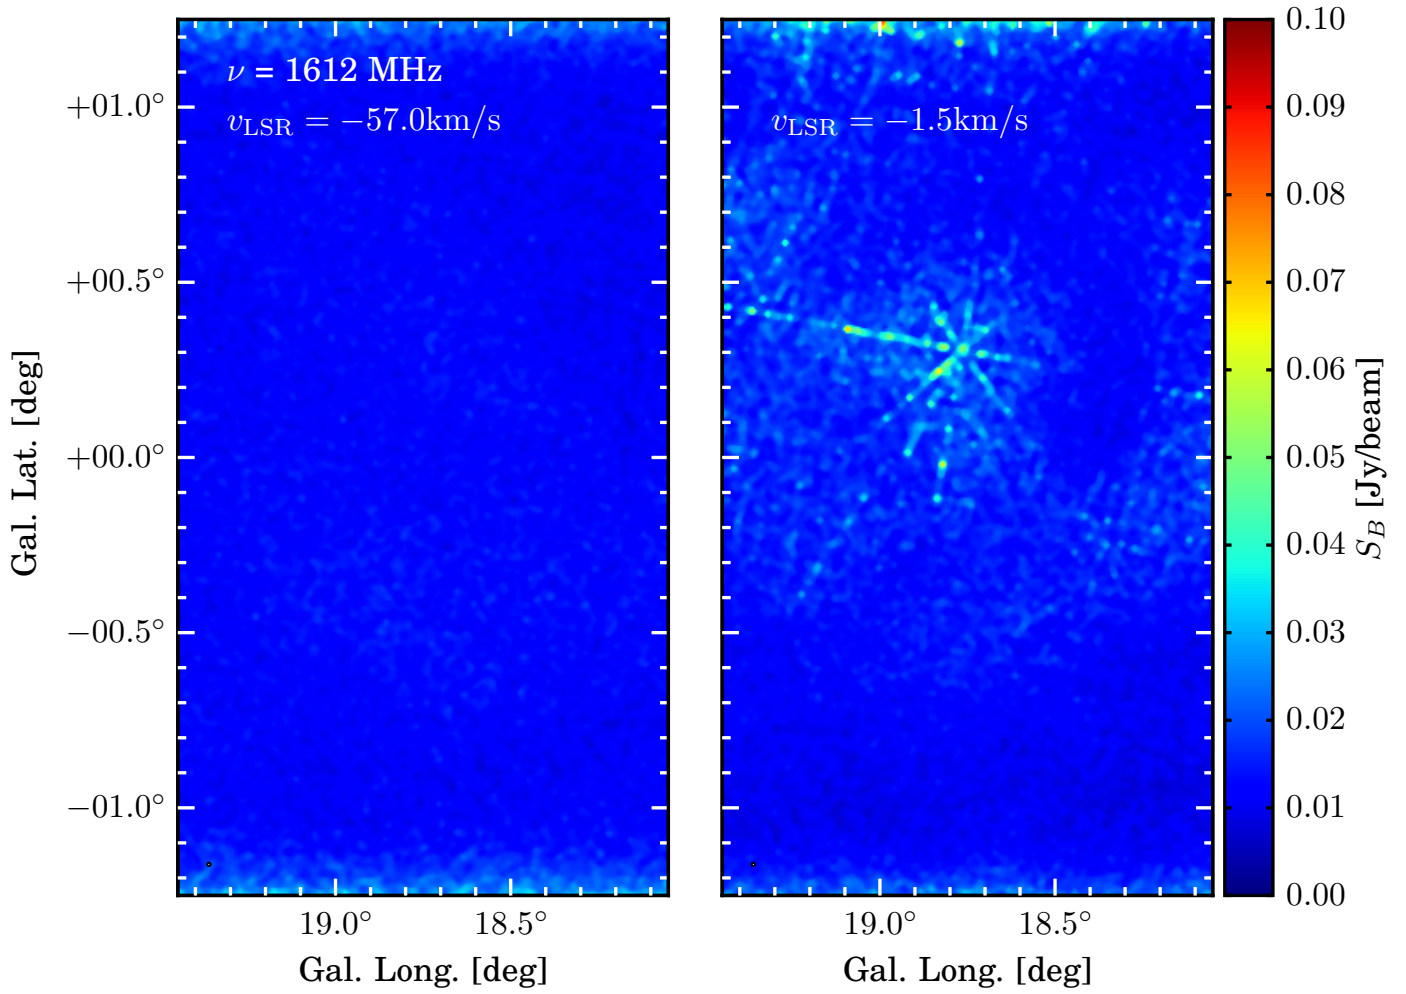 ν = 1612 MHz
v_LSR = −57.0km/s
v_LSR = −1.5km/s
+01.0°
+00.5°
+00.0°
−00.5°
−01.0°
Gal. Lat. [deg]
19.0°
18.5°
Gal. Long. [deg]
19.0°
18.5°
Gal. Long. [deg]
0.10
0.09
0.08
0.07
0.06
0.05
0.04
0.03
0.02
0.01
0.00
S_B [Jy/beam]